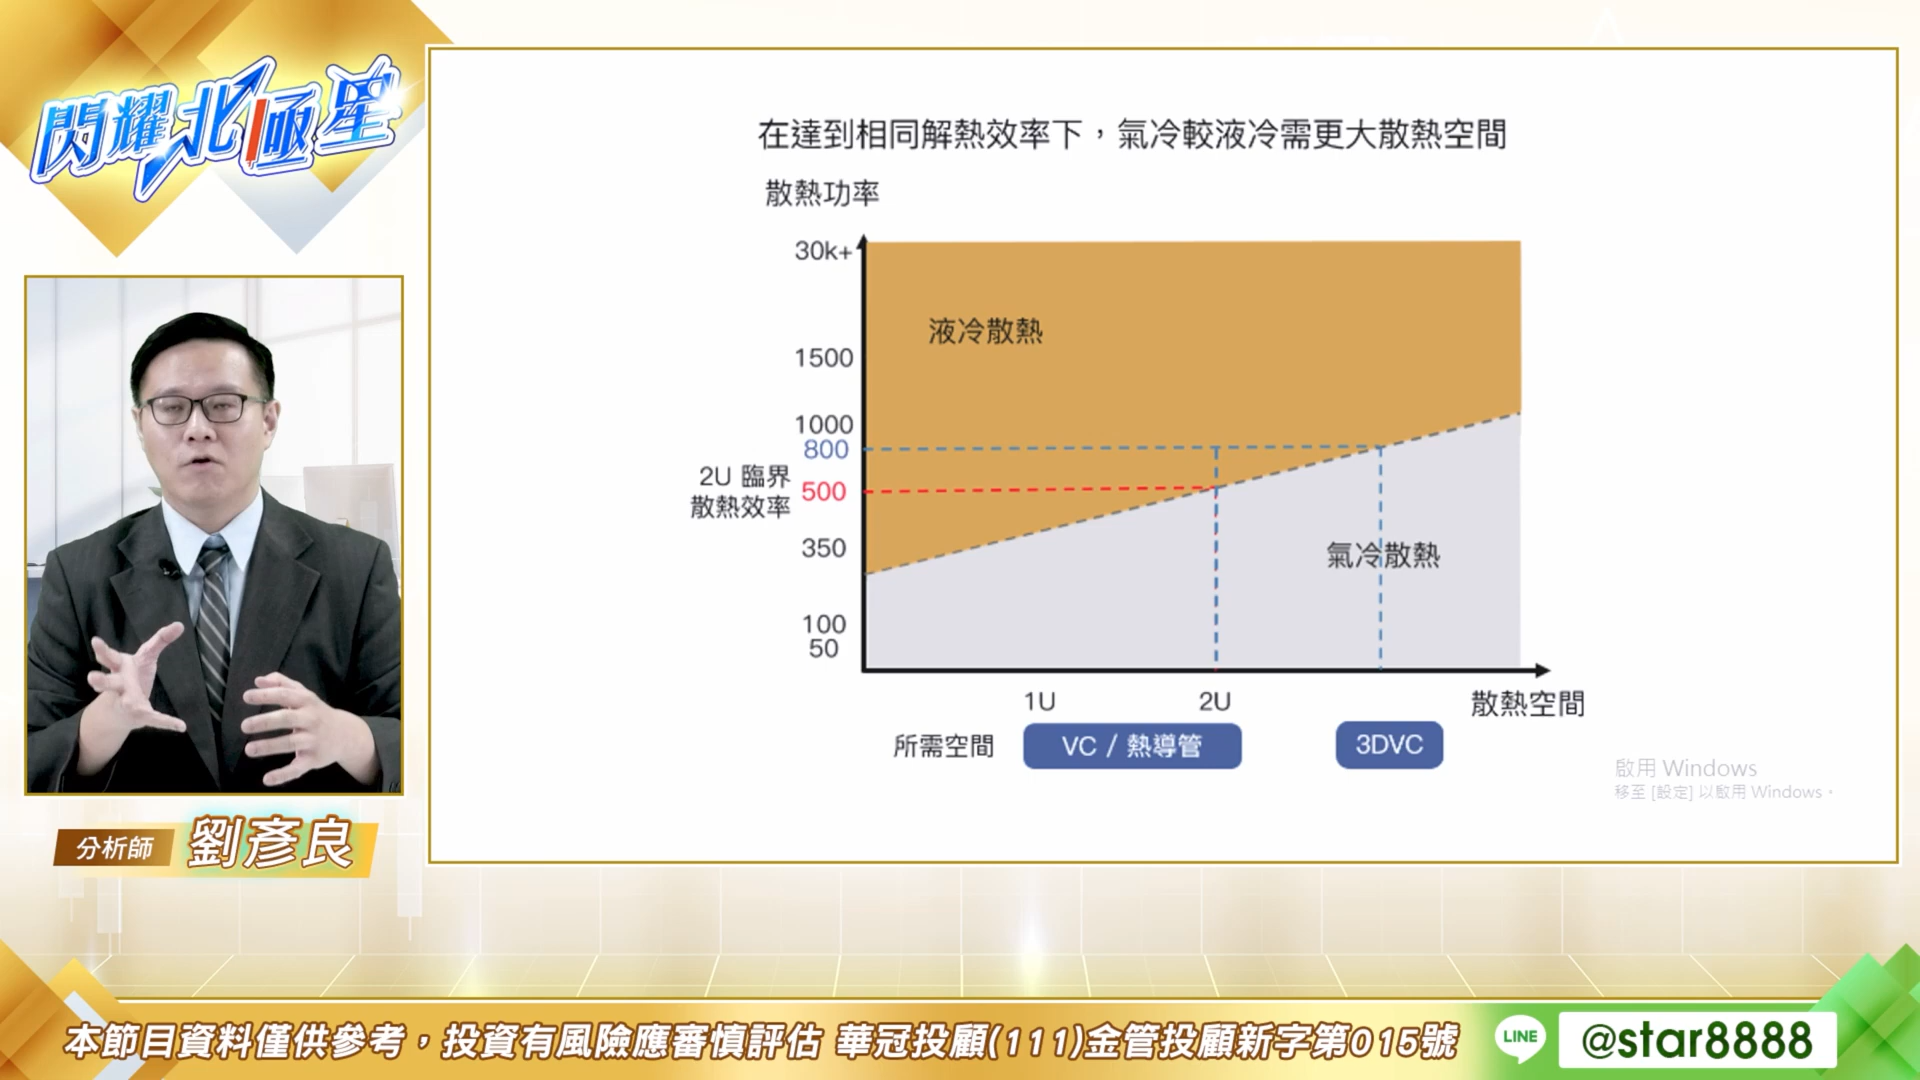 閃耀北極星
在達到相同解熱效率下，氣冷較液冷需更大散熱空間
散熱功率
30k+
液冷散熱
1500
1000
800
2U 臨界
散熱效率
500
350
氣冷散熱
100
50
1U
2U
散熱空間
所需空間
VC / 熱導管
3DVC
啟用 Windows
移至 [設定] 以啟用 Windows。
分析師 劉彥良
本節目資料僅供參考，投資有風險應審慎評估 華冠投顧(111)金管投顧新字第015號
LINE
@star8888